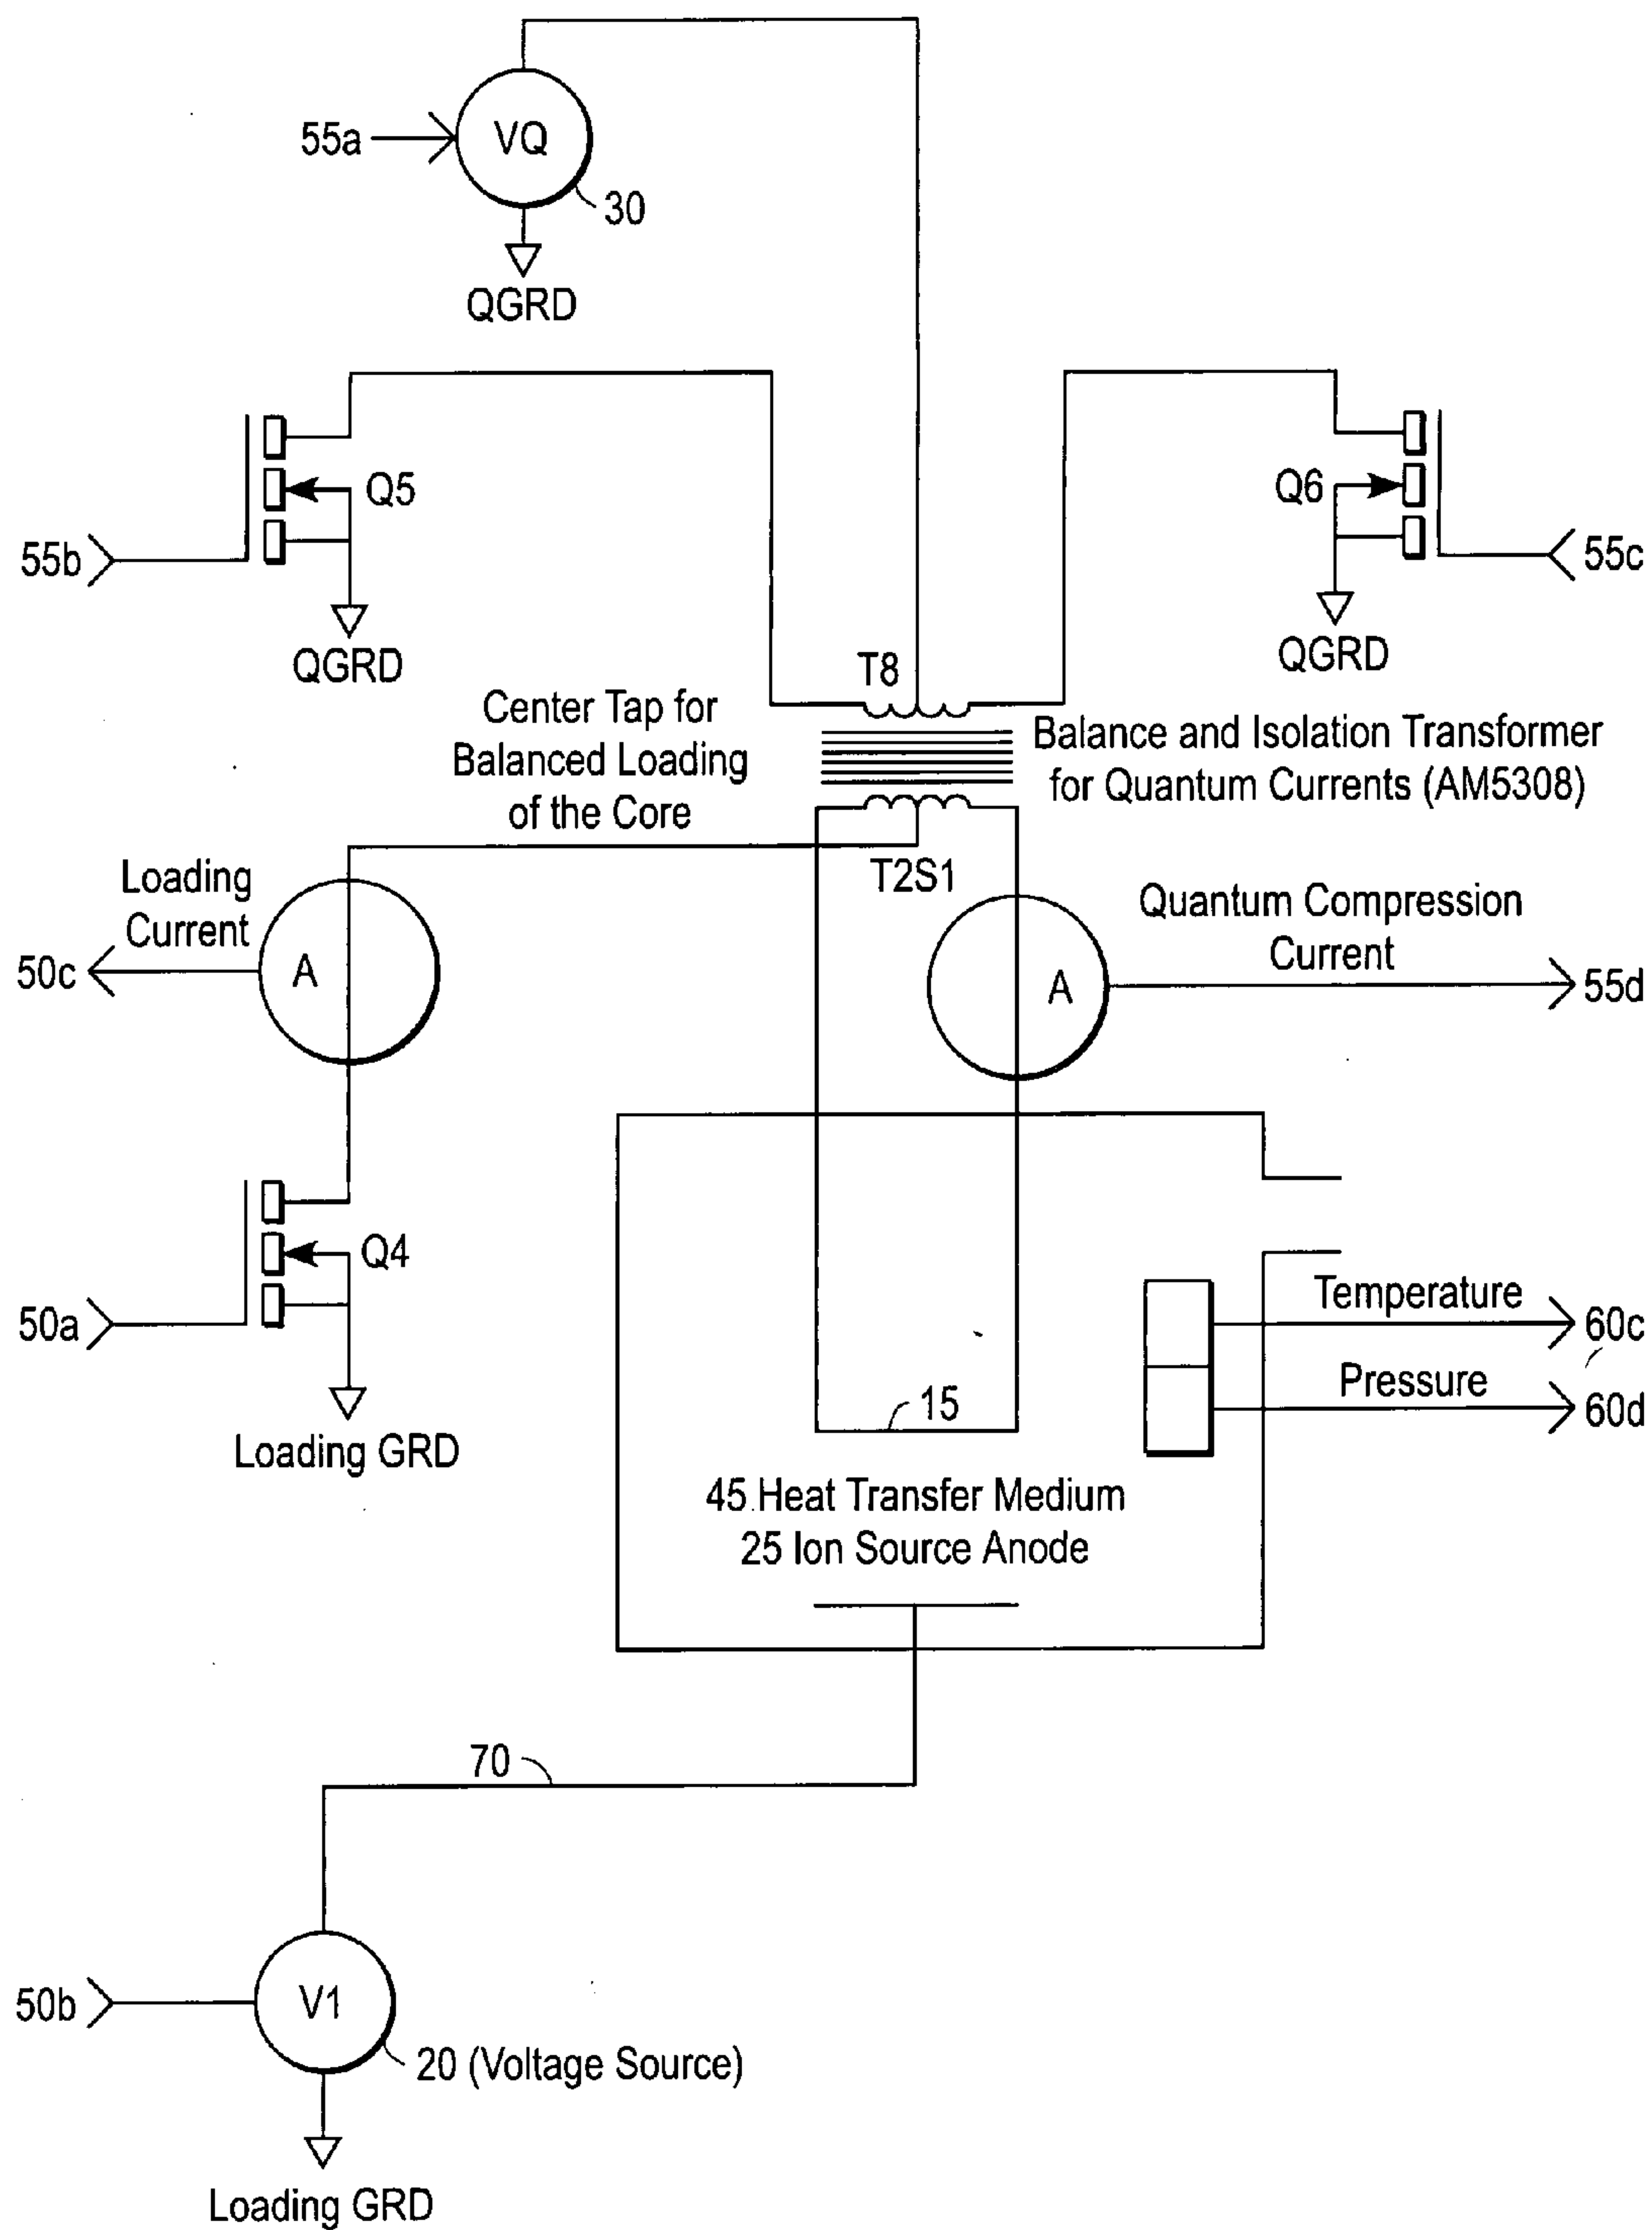 VQ
55a
30
QGRD
Q5
55b
QGRD
Q6
55c
QGRD
T8
Center Tap for
Balanced Loading
of the Core
Balance and Isolation Transformer
for Quantum Currents (AM5308)
T2S1
Loading
Current
50c
A
Quantum Compression
Current
A
55d
Q4
50a
Loading GRD
Temperature
60c
Pressure
60d
15
45 Heat Transfer Medium
25 Ion Source Anode
70
50b
V1
20 (Voltage Source)
Loading GRD